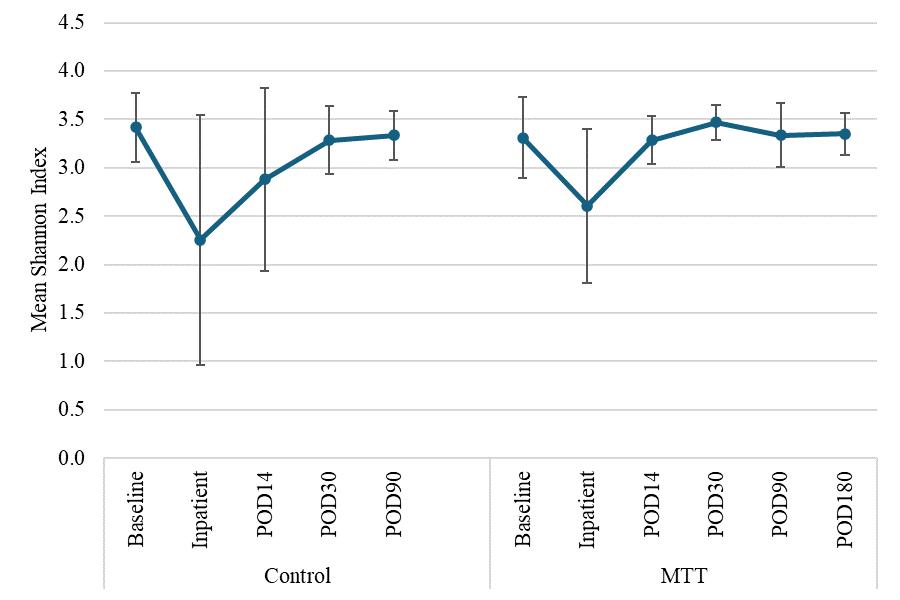 4.5
4.0
3.5
3.0
2.5
2.0
1.5
1.0
0.5
0.0
Mean Shannon Index
Baseline
Inpatient
POD14
POD30
POD90
Baseline
Inpatient
POD14
POD30
POD90
POD180
Control
MTT